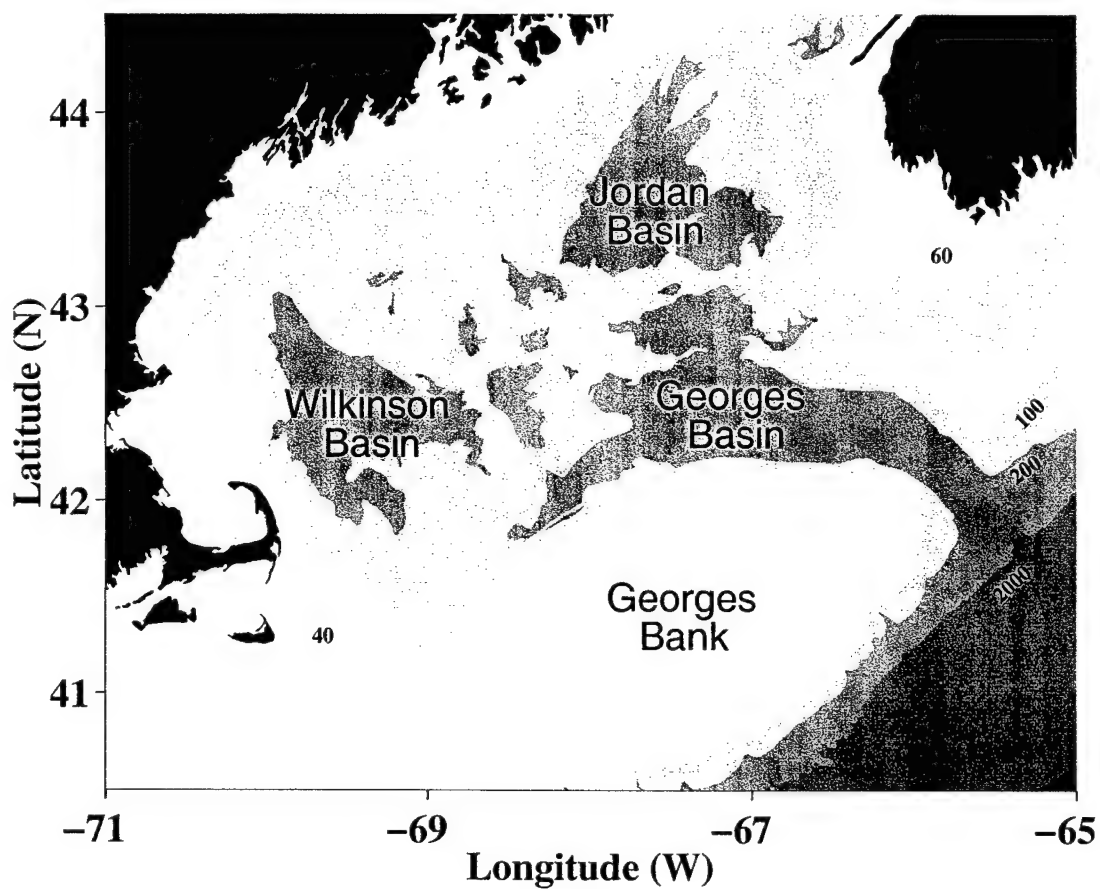 44
Jordan
Basin
60
43
Wilkinson
Basin
Georges
Basin
100
200
42
2000
Georges
Bank
40
41
−71
−69
−67
−65
Longitude (W)
Latitude (N)